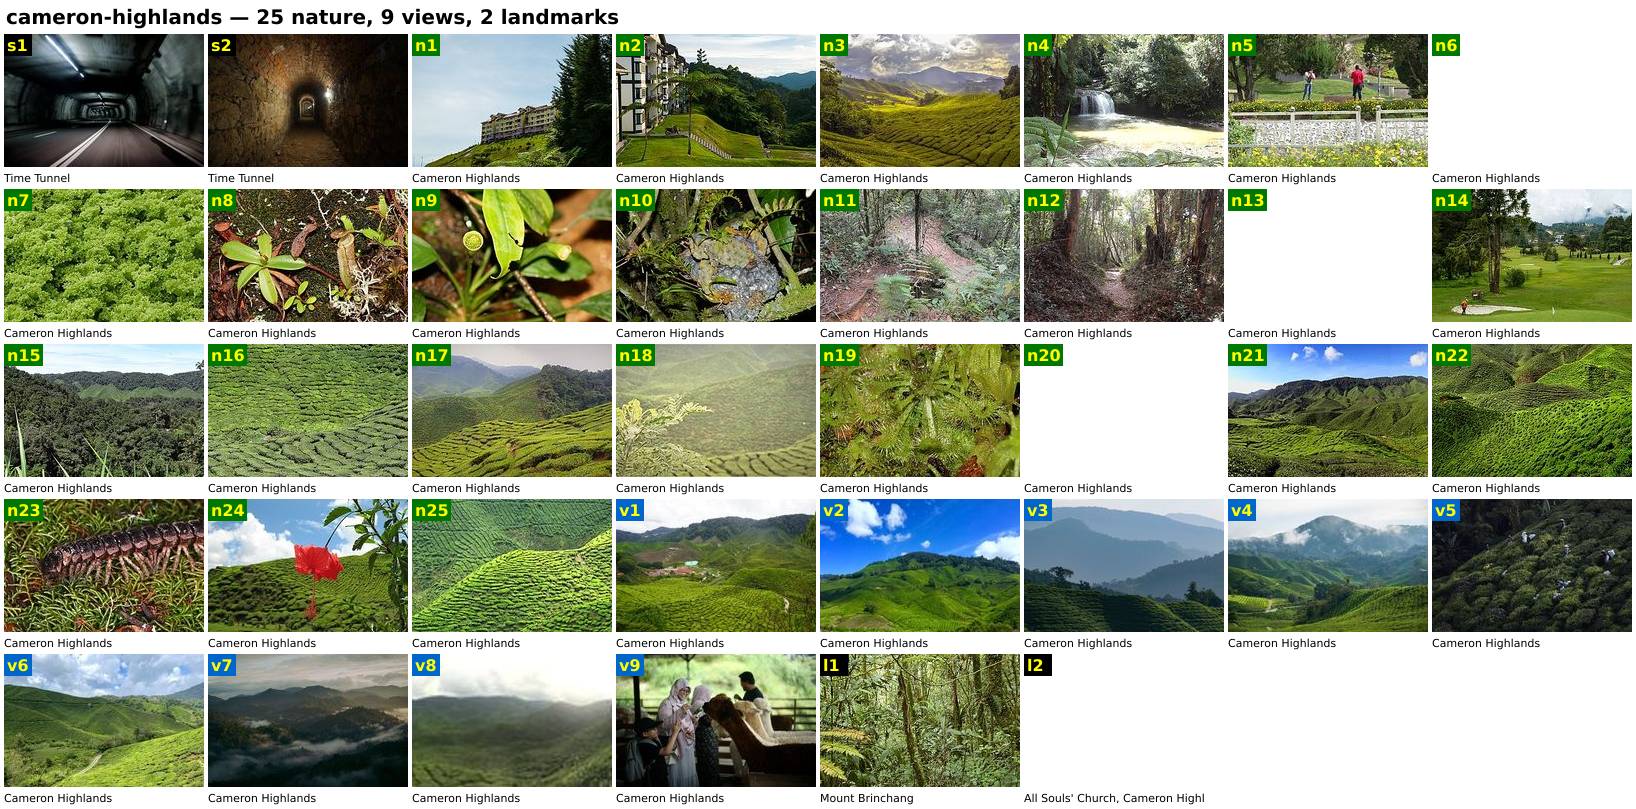 cameron-highlands — 25 nature, 9 views, 2 landmarks
s1 s2 n1 n2 n3 n4 n5 n6
Time Tunnel Time Tunnel Cameron Highlands Cameron Highlands Cameron Highlands Cameron Highlands Cameron Highlands Cameron Highlands
n7 n8 n9 n10 n11 n12 n13 n14
Cameron Highlands Cameron Highlands Cameron Highlands Cameron Highlands Cameron Highlands Cameron Highlands Cameron Highlands Cameron Highlands
n15 n16 n17 n18 n19 n20 n21 n22
Cameron Highlands Cameron Highlands Cameron Highlands Cameron Highlands Cameron Highlands Cameron Highlands Cameron Highlands Cameron Highlands
n23 n24 n25 v1 v2 v3 v4 v5
Cameron Highlands Cameron Highlands Cameron Highlands Cameron Highlands Cameron Highlands Cameron Highlands Cameron Highlands Cameron Highlands
v6 v7 v8 v9 l1 l2
Cameron Highlands Cameron Highlands Cameron Highlands Cameron Highlands Mount Brinchang All Souls' Church, Cameron Highl